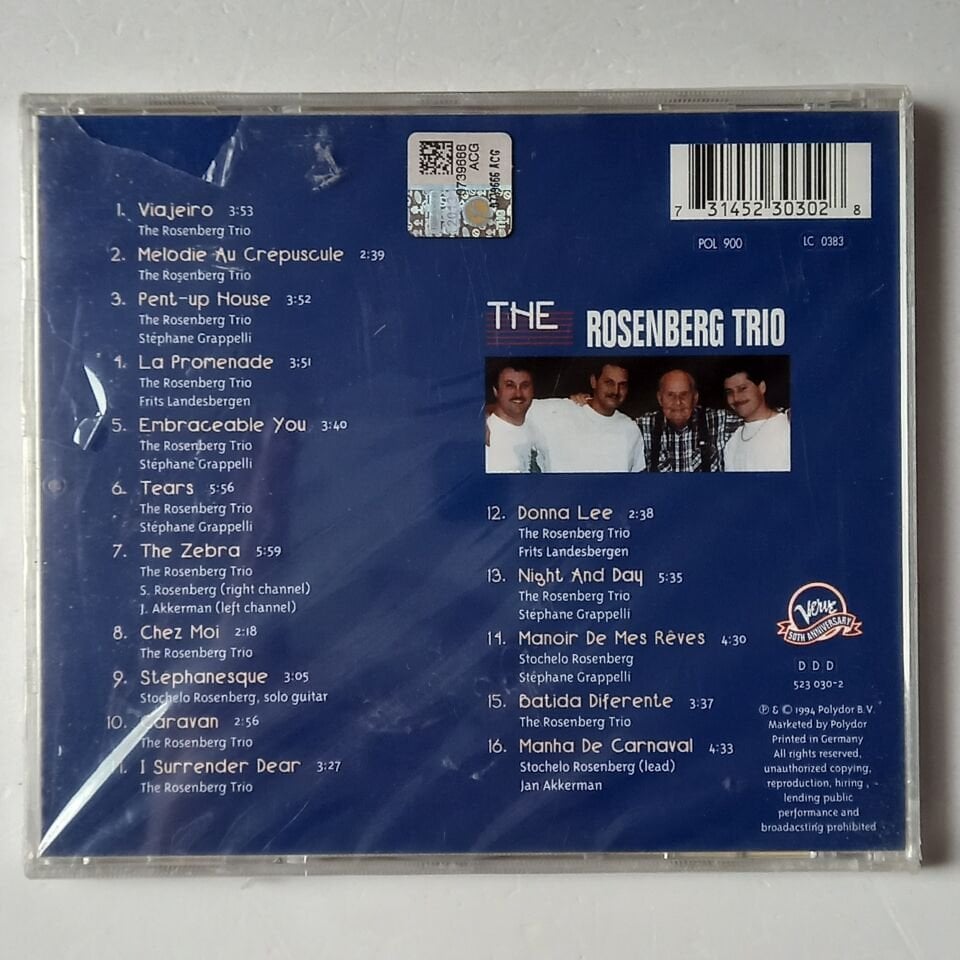 1. Viajeiro 3:53
The Rosenberg Trio
2. Mélodie Au Crépuscule 2:39
The Rosenberg Trio
3. Pent-up House 3:52
The Rosenberg Trio
Stéphane Grappelli
4. La Promenade 3:51
The Rosenberg Trio
Frits Landesbergen
5. Embraceable You 3:40
The Rosenberg Trio
Stéphane Grappelli
6. Tears 5:56
The Rosenberg Trio
Stéphane Grappelli
7. The Zebra 5:59
The Rosenberg Trio
S. Rosenberg (right channel)
J. Akkerman (left channel)
8. Chez Moi 2:18
The Rosenberg Trio
9. Stéphanesque 3:05
Stochelo Rosenberg, solo guitar
10. Caravan 2:56
The Rosenberg Trio
11. I Surrender Dear 3:27
The Rosenberg Trio
9739666
ACG
9739666 ACG
7 31452 30302 8
POL 900 LC 0383
THE ROSENBERG TRIO
12. Donna Lee 2:38
The Rosenberg Trio
Frits Landesbergen
13. Night And Day 5:35
The Rosenberg Trio
Stéphane Grappelli
14. Manoir De Mes Rêves 4:30
Stochelo Rosenberg
Stéphane Grappelli
15. Batida Diferente 3:37
The Rosenberg Trio
16. Manha De Carnaval 4:33
Stochelo Rosenberg (lead)
Jan Akkerman
Verve
50TH ANNIVERSARY
D D D
523 030-2
℗ & © 1994 Polydor B.V.
Marketed by Polydor
Printed in Germany
All rights reserved,
unauthorized copying,
reproduction, hiring,
lending public
performance and
broadacsting prohibited